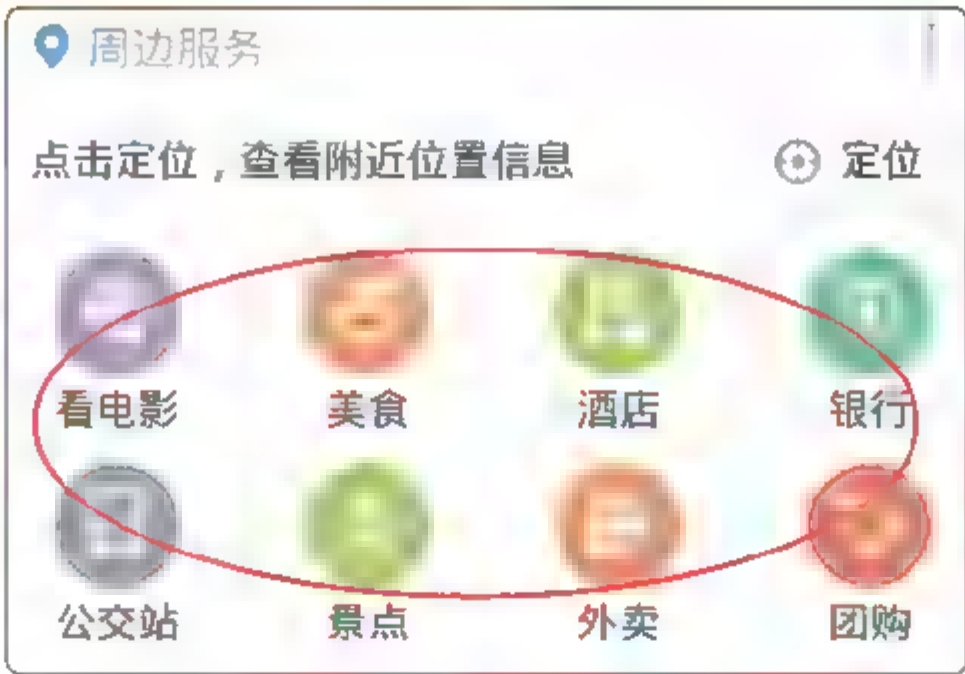 周边服务
点击定位，查看附近位置信息 定位
看电影 美食 酒店 银行
公交站 景点 外卖 团购